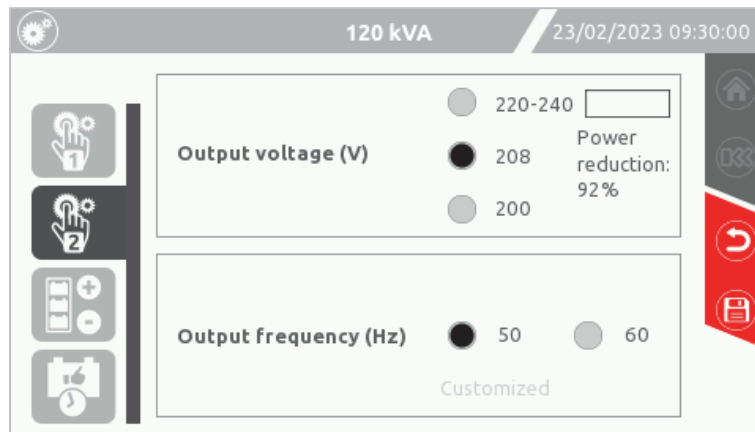 120 kVA
23/02/2023 09:30:00
1
2
Output voltage (V)
220-240
208
200
Power
reduction:
92%
Output frequency (Hz)
50
60
Customized